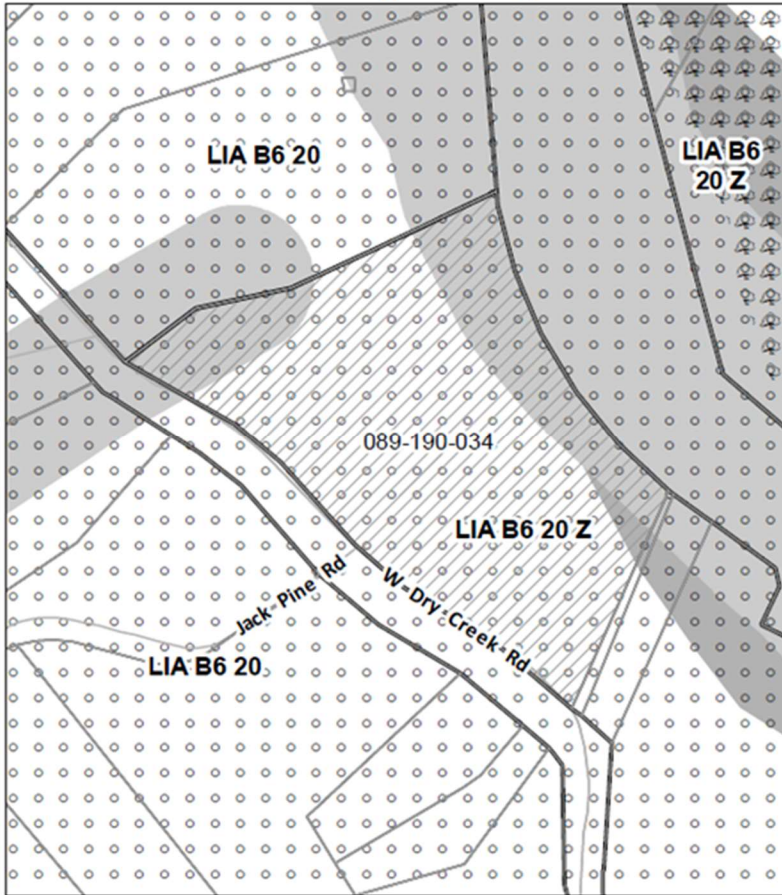 LIA B6 20
LIA B6
20 Z
089-190-034
LIA B6 20 Z
Jack Pine Rd
W Dry Creek Rd
LIA B6 20